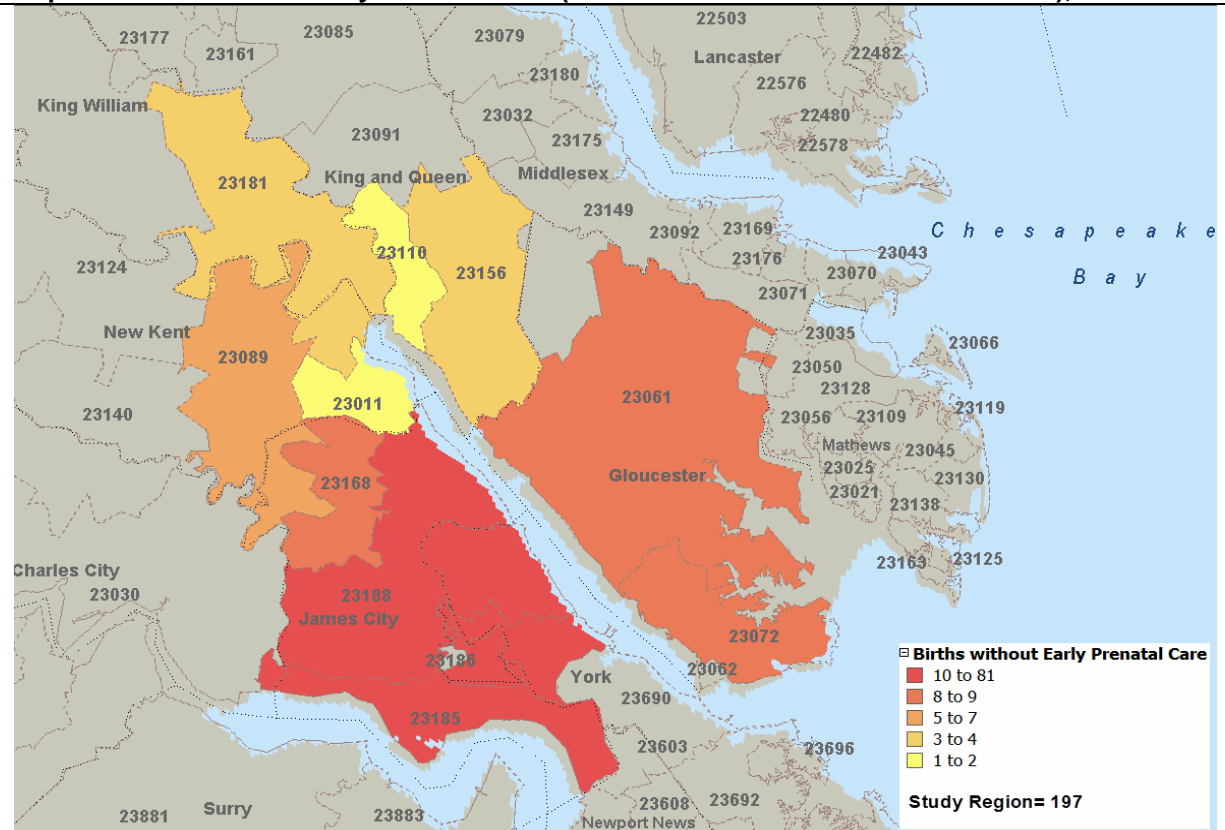 22503
23177
23085
23079
23161
Lancaster
22482
23180
22576
King William
23032
22480
23091
23175
22578
King and Queen
Middlesex
23181
23149
23169
23092
C h e s a p e a k e
23110
23176
23043
23124
23156
23070
B a y
23071
New Kent
23035
23066
23089
23050
23128
23061
23011
23119
23140
23056
23109
Mathews
23045
23025
Gloucester
23130
23168
23021
23138
23163
23125
Charles City
23030
23188
James City
23072
23186
23062
York
23690
23185
23603
23696
23608
23692
Surry
23881
23883
Newport News
Births without Early Prenatal Care
10 to 81
8 to 9
5 to 7
3 to 4
1 to 2
Study Region= 197